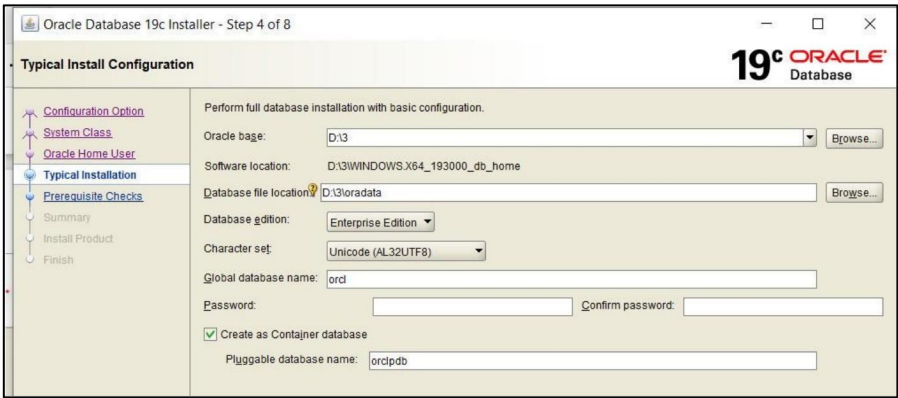 Oracle Database 19c Installer - Step 4 of 8
Typical Install Configuration
19c ORACLE
Database
Configuration Option
System Class
Oracle Home User
Typical Installation
Prerequisite Checks
Summary
Install Product
Finish
Perform full database installation with basic configuration.
Oracle base: D:\3 Browse...
Software location: D:\3\WINDOWS.X64_193000_db_home
Database file location: D:\3\oradata Browse...
Database edition: Enterprise Edition
Character set: Unicode (AL32UTF8)
Global database name: orcl
Password: Confirm password:
Create as Container database
Pluggable database name: orclpdb